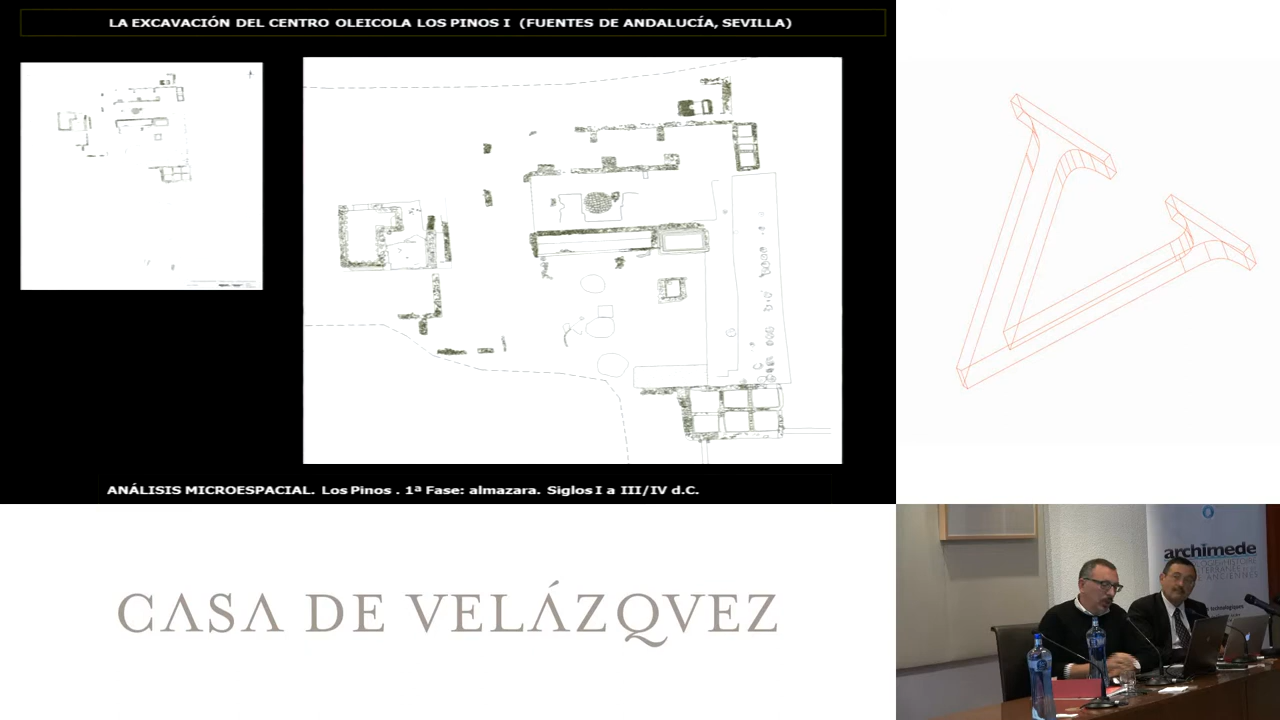 LA EXCAVACIÓN DEL CENTRO OLEICOLA LOS PINOS I (FUENTES DE ANDALUCÍA, SEVILLA)
ANÁLISIS MICROESPACIAL. Los Pinos . 1ª Fase: almazara. Siglos I a III/IV d.C.
CASA DE VELÁZQVEZ
archimede